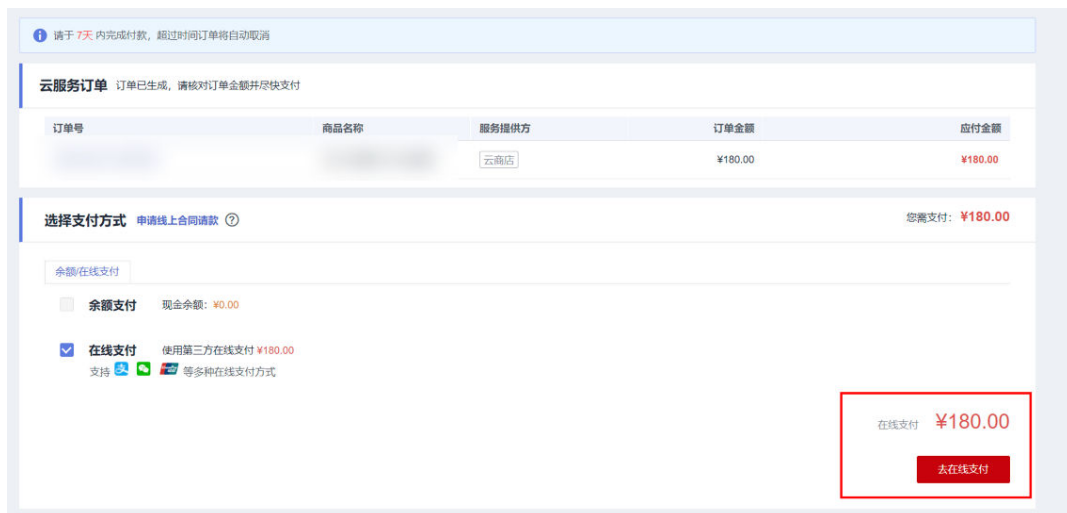 请于 7天 内完成付款，超过时间订单将自动取消
云服务订单 订单已生成，请核对订单金额并尽快支付
订单号 商品名称 服务提供方 订单金额 应付金额
云商店 ¥180.00 ¥180.00
选择支付方式 申请线上合同请款 ? 您需支付：¥180.00
余额/在线支付
余额支付 现金余额：¥0.00
在线支付 使用第三方在线支付 ¥180.00
支持 等多种在线支付方式
在线支付 ¥180.00
去在线支付